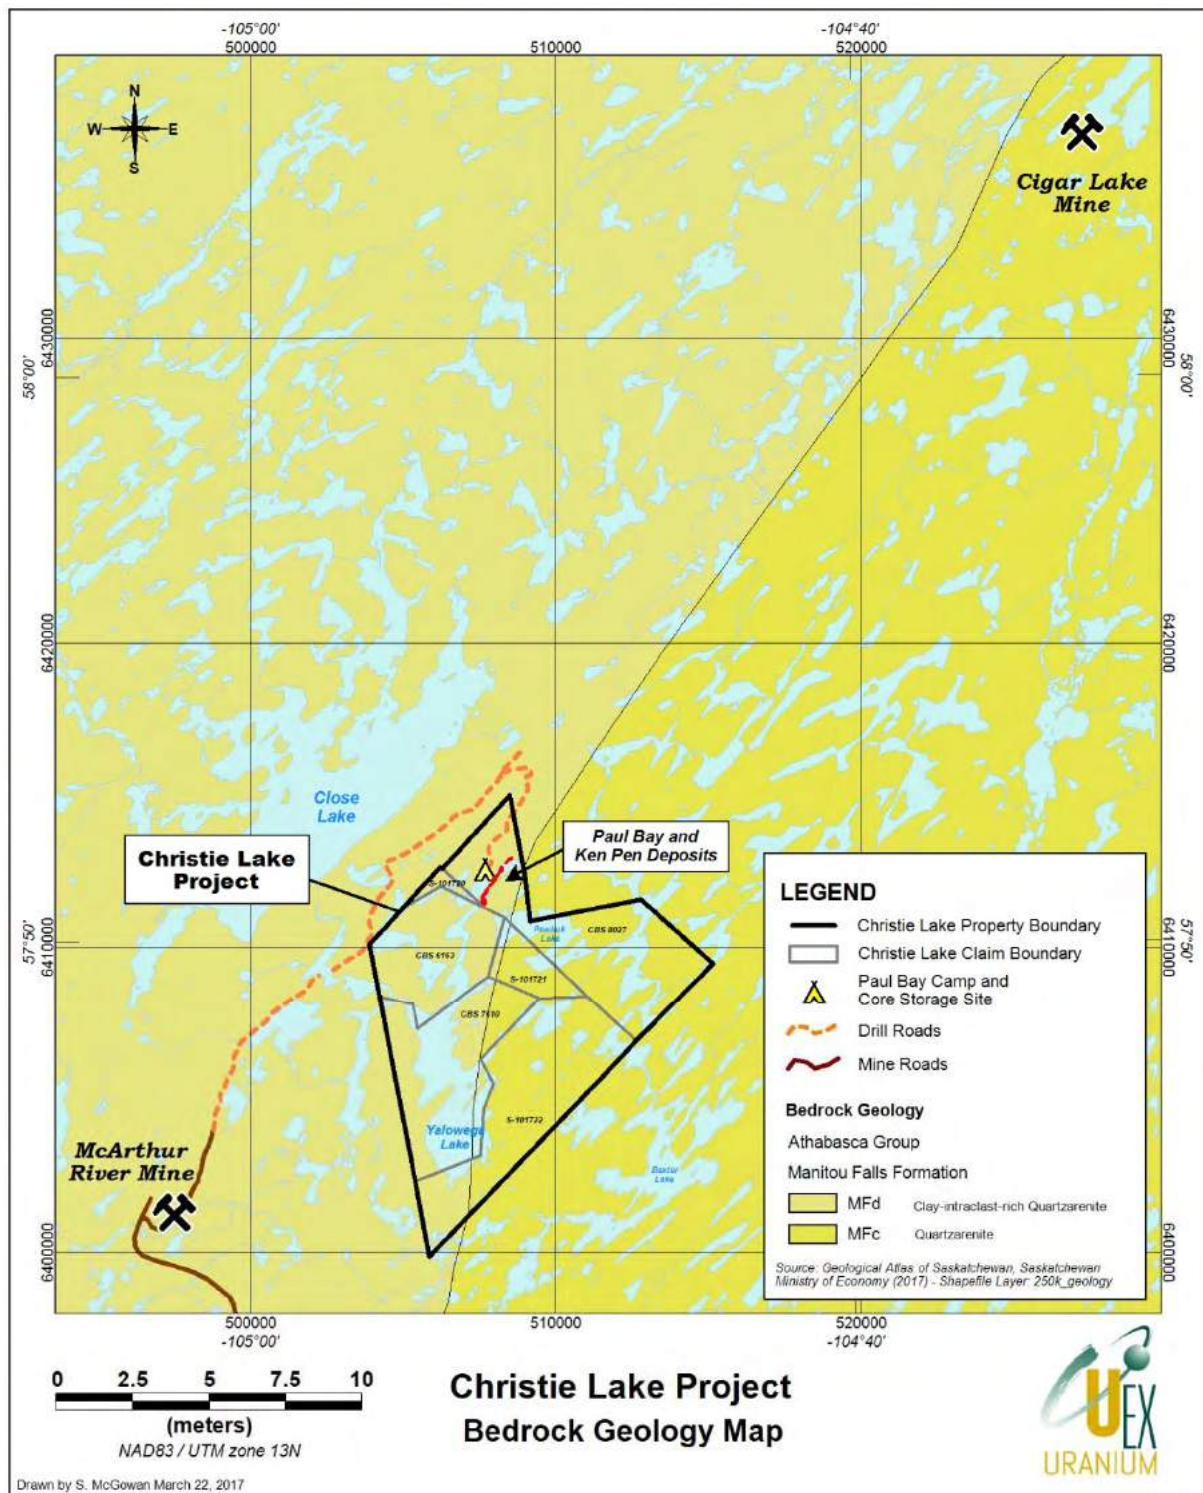 -105°00'
-104°40'
500000
510000
520000
N
W
E
S
Cigar Lake
Mine
6430000
6430000
58°00'
58°00'
6420000
6420000
Close
Lake
Christie Lake
Project
Paul Bay and
Ken Pen Deposits
S-101720
CBS 8027
57°50'
57°50'
6410000
6410000
CBS 6163
S-101721
CBS 7610
S-101722
Yalowega
Lake
Baxter
Lake
McArthur
River Mine
6400000
6400000
LEGEND
Christie Lake Property Boundary
Christie Lake Claim Boundary
Paul Bay Camp and
Core Storage Site
Drill Roads
Mine Roads
Bedrock Geology
Athabasca Group
Manitou Falls Formation
MFd Clay-intraclast-rich Quartzarenite
MFc Quartzarenite
Source: Geological Atlas of Saskatchewan, Saskatchewan
Ministry of Economy (2017) - Shapefile Layer: 250k_geology
500000
510000
520000
-105°00'
-104°40'
0 2.5 5 7.5 10
(meters)
NAD83 / UTM zone 13N
Christie Lake Project
Bedrock Geology Map
UEX
URANIUM
Drawn by S. McGowan March 22, 2017